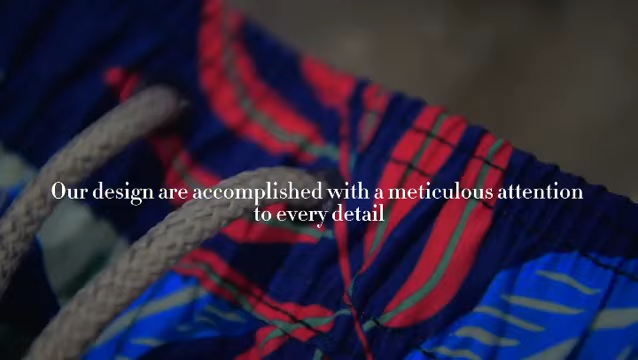 Our design are accomplished with a meticulous attention
to every detail